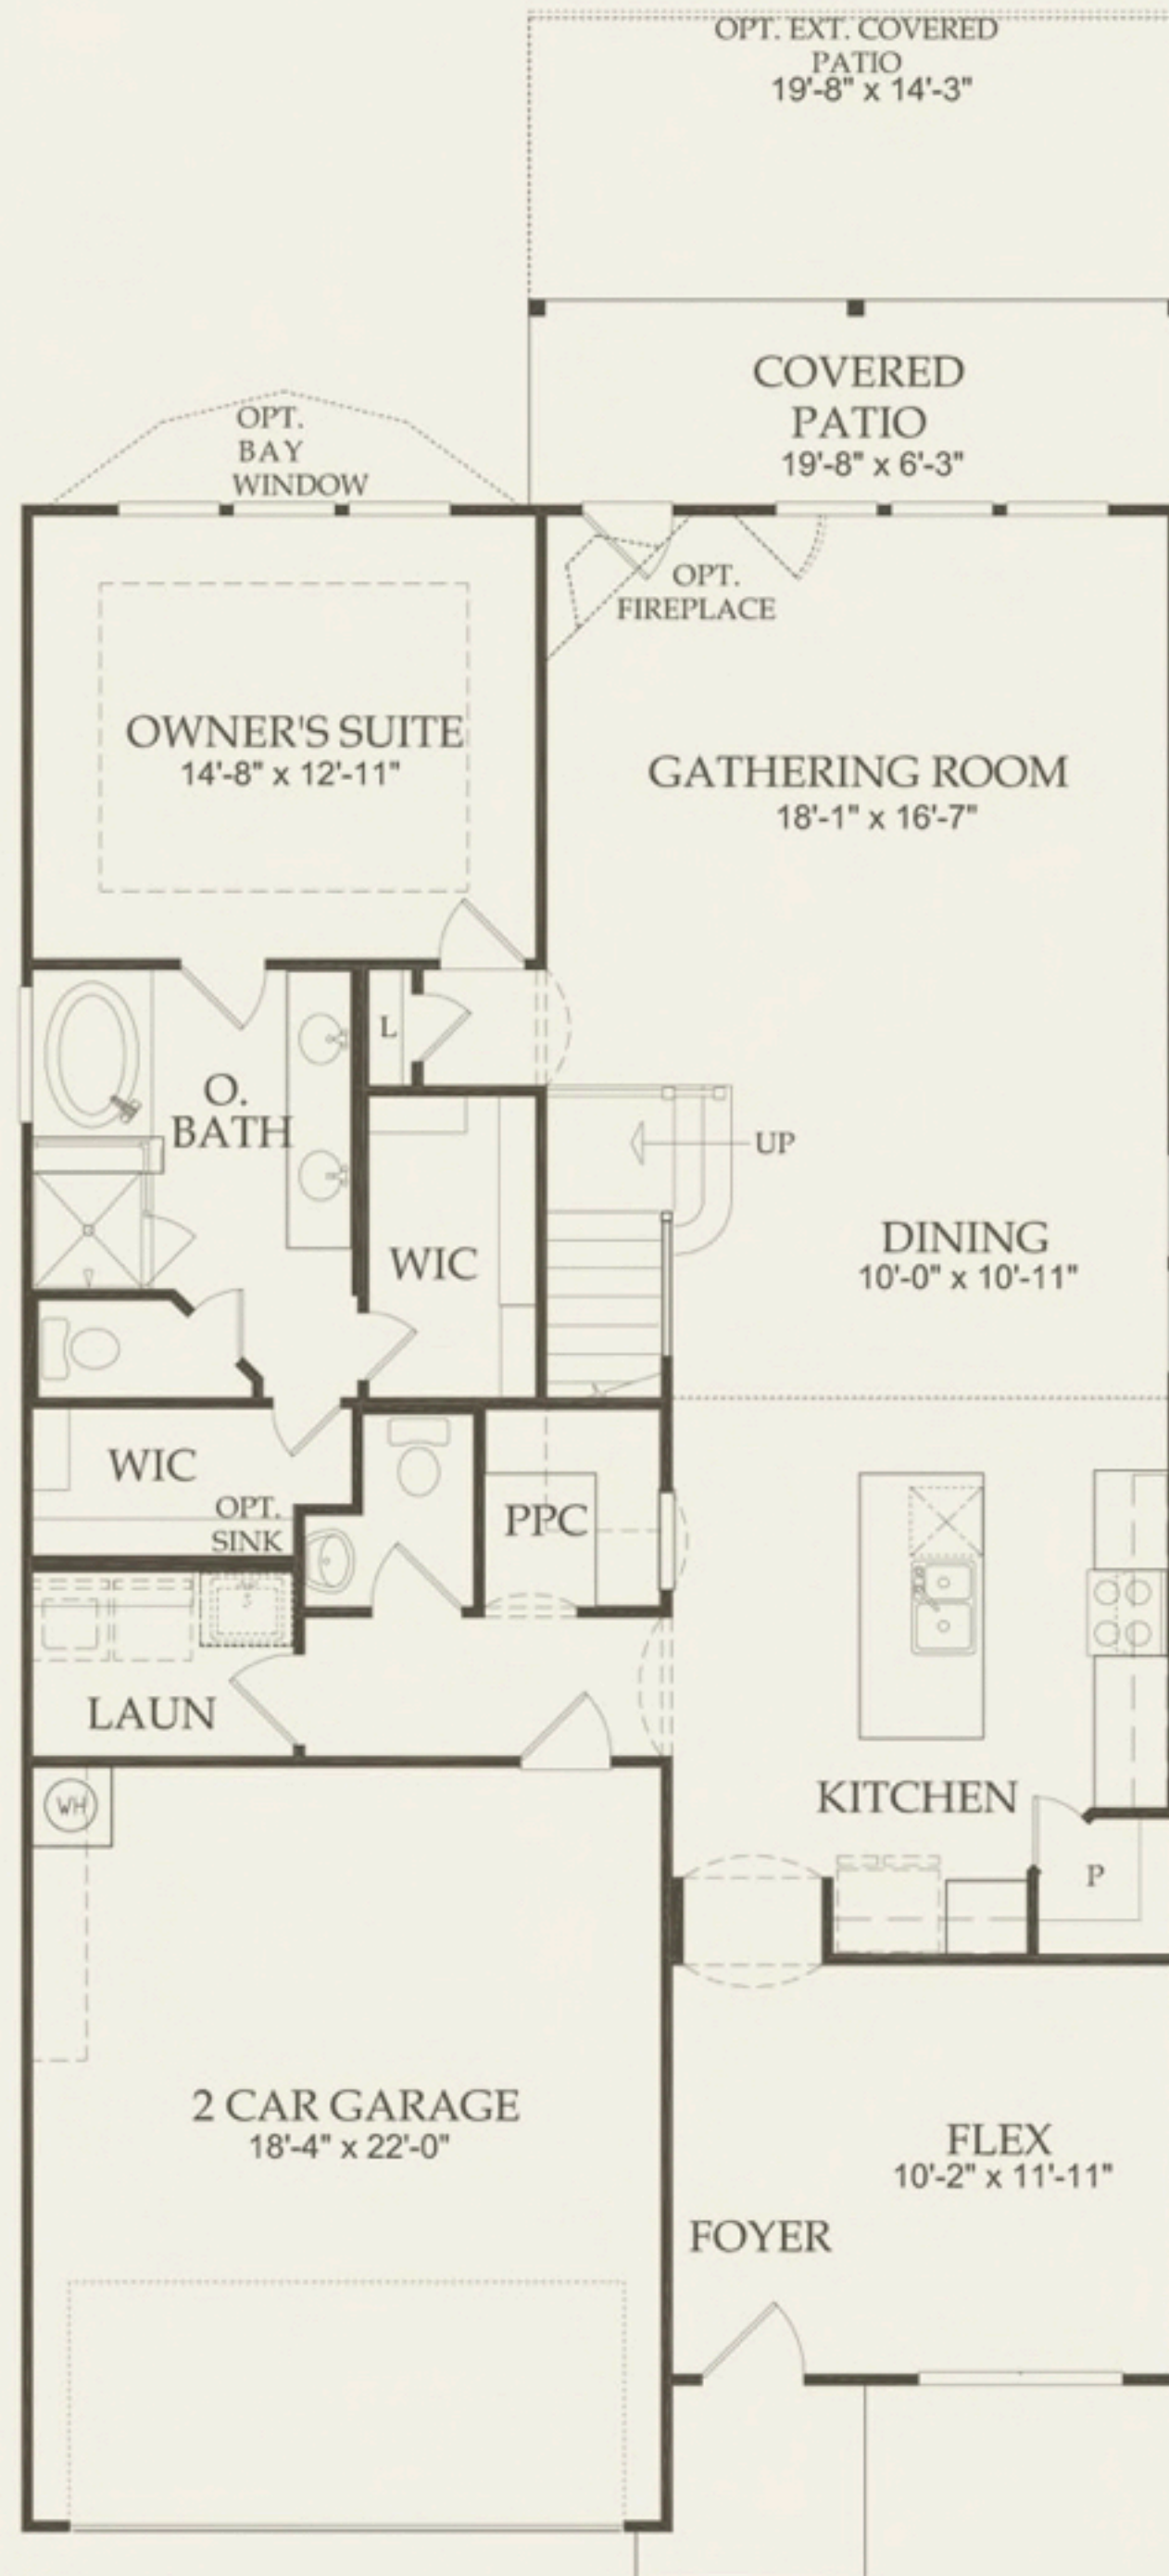 OPT. EXT. COVERED
PATIO
19'-8" x 14'-3"
COVERED
PATIO
19'-8" x 6'-3"
OPT.
BAY
WINDOW
OPT.
FIREPLACE
OWNER'S SUITE
14'-8" x 12'-11"
GATHERING ROOM
18'-1" x 16'-7"
L
O.
BATH
UP
WIC
DINING
10'-0" x 10'-11"
WIC
OPT.
SINK
PPC
LAUN
WH
KITCHEN
P
2 CAR GARAGE
18'-4" x 22'-0"
FLEX
10'-2" x 11'-11"
FOYER